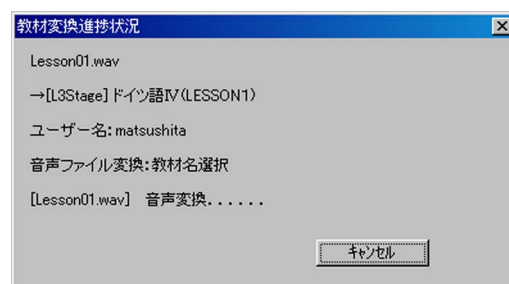 教材変換進捗状況
Lesson01.wav
→[L3Stage] ドイツ語Ⅳ(LESSON1)
ユーザー名: matsushita
音声ファイル変換:教材名選択
[Lesson01.wav] 音声変換......
キャンセル